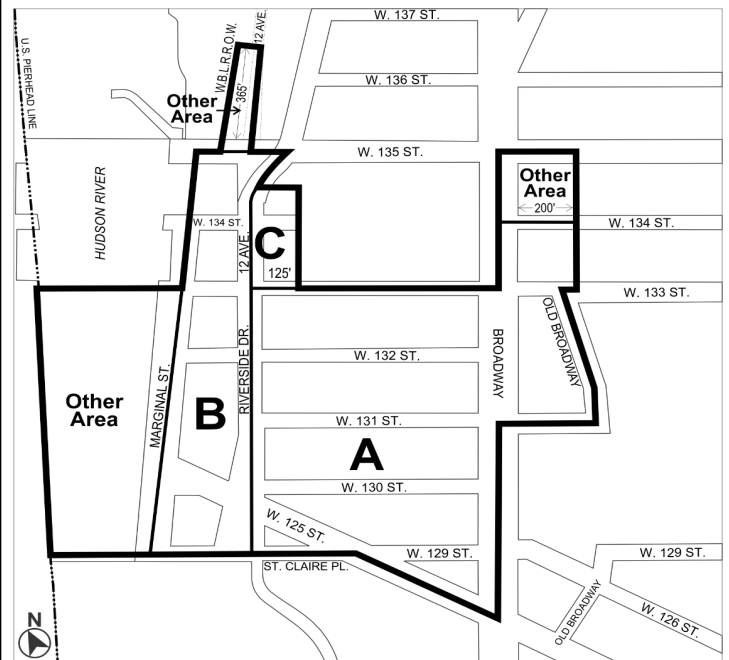 W. 137 ST.
12 AVE.
W.B.L.R.R.O.W.
U.S. PIERHEAD LINE
W. 136 ST.
365'
Other
Area
W. 135 ST.
Other
Area
200'
HUDSON RIVER
W. 134 ST.
W. 134 ST.
12 AVE.
C
125'
W. 133 ST.
OLD BROADWAY
BROADWAY
RIVERSIDE DR.
W. 132 ST.
MARGINAL ST.
Other
Area
B
W. 131 ST.
A
W. 130 ST.
W. 125 ST.
W. 129 ST.
W. 129 ST.
ST. CLAIRE PL.
OLD BROADWAY
W. 126 ST.
N